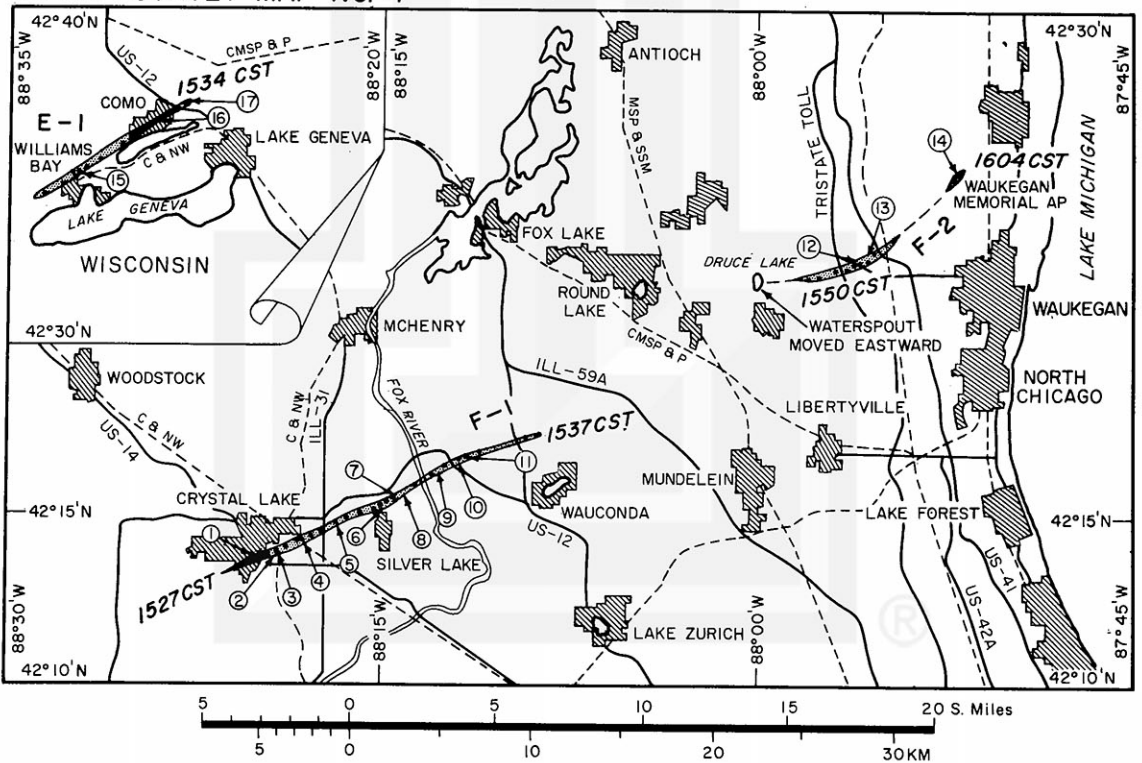 42°40'N
88°35'W
US-12
CMSP & P
1534 CST
17
COMO
16
E-1
WILLIAMS
BAY
C & NW
LAKE GENEVA
15
LAKE GENEVA
WISCONSIN
88°20'W
88°15'W
ANTIOCH
MSP & SSM
88°00'W
42°30'N
87°45'W
TRISTATE TOLL
14
1604 CST
WAUKEGAN
MEMORIAL AP
LAKE MICHIGAN
13
12
F-2
FOX LAKE
DRUCE LAKE
1550 CST
ROUND
LAKE
WAUKEGAN
WATERSPOUT
MOVED EASTWARD
CMSP & P
MCHENRY
42°30'N
WOODSTOCK
C & NW
US-14
C & NW
ILL-31
FOX RIVER
ILL-59A
NORTH
CHICAGO
LIBERTYVILLE
F-1
1537 CST
11
7
10
9
8
6
WAUCONDA
MUNDELEIN
CRYSTAL LAKE
42°15'N
42°15'N
LAKE FOREST
1
5
SILVER LAKE
US-12
4
3
2
1527 CST
US-41
US-42A
88°30'W
88°15'W
LAKE ZURICH
88°00'W
87°45'W
42°10'N
42°10'N
®
5 0 5 10 15 20 S. Miles
5 0 10 20 30 KM